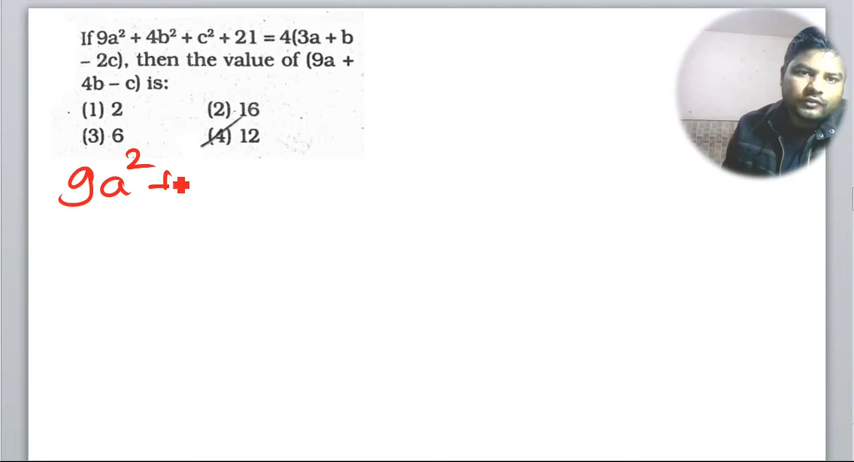 If 9a² + 4b² + c² + 21 = 4(3a + b
– 2c), then the value of (9a +
4b – c) is:
(1) 2 (2) 16
(3) 6 (4) 12
9a² +